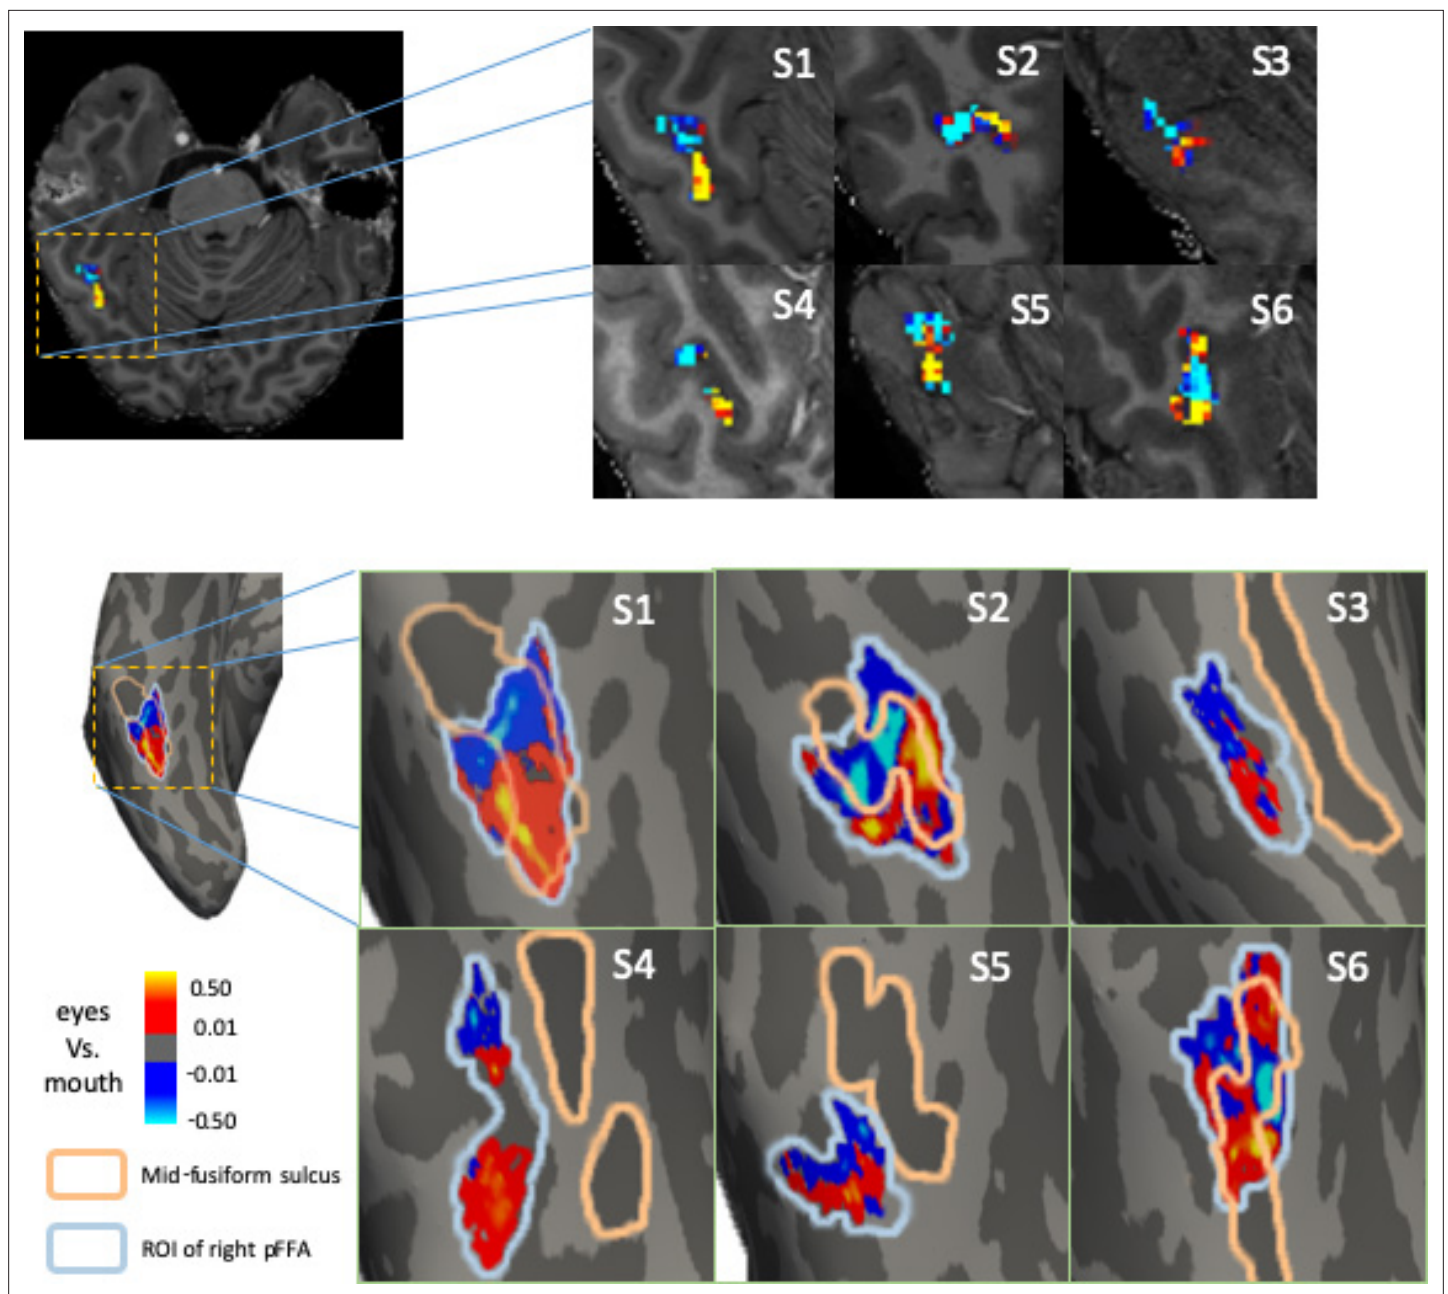 S1
S2
S3
S4
S5
S6
S1
S2
S3
S4
S5
S6
eyes
Vs.
mouth
0.50
0.01
-0.01
-0.50
Mid-fusiform sulcus
ROI of right pFFA